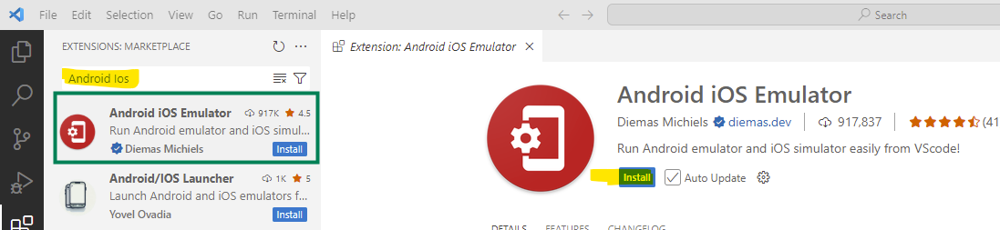 File Edit Selection View Go Run Terminal Help
Search
EXTENSIONS: MARKETPLACE
Extension: Android iOS Emulator
Android Ios
Android iOS Emulator 917K 4.5
Run Android emulator and iOS simul...
Diemas Michiels Install
Android/IOS Launcher 1K 5
Launch Android and iOS emulators f...
Yovel Ovadia Install
Android iOS Emulator
Diemas Michiels diemas.dev 917,837 (41
Run Android emulator and iOS simulator easily from VScode!
Install Auto Update
DETAILS FEATURES CHANGELOG